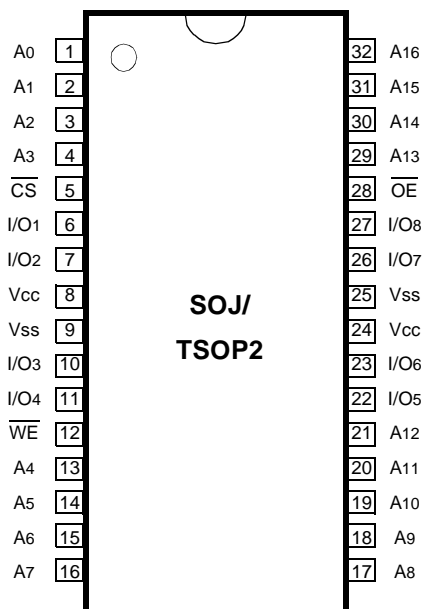 A0 1 32 A16
A1 2 31 A15
A2 3 30 A14
A3 4 29 A13
CS 5 28 OE
I/O1 6 27 I/O8
I/O2 7 26 I/O7
Vcc 8 25 Vss
SOJ/
Vss 9 24 Vcc
TSOP2
I/O3 10 23 I/O6
I/O4 11 22 I/O5
WE 12 21 A12
A4 13 20 A11
A5 14 19 A10
A6 15 18 A9
A7 16 17 A8